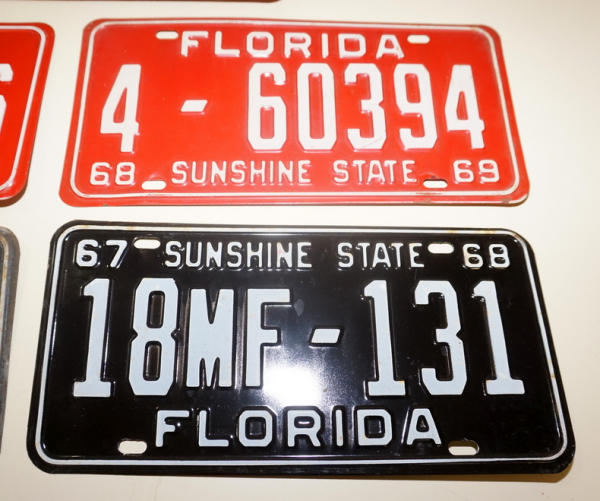 FLORIDA
4-60394
68 SUNSHINE STATE 69
67 SUNSHINE STATE 68
18MF-131
FLORIDA